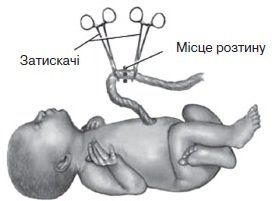 Місце розтину
Затискачі